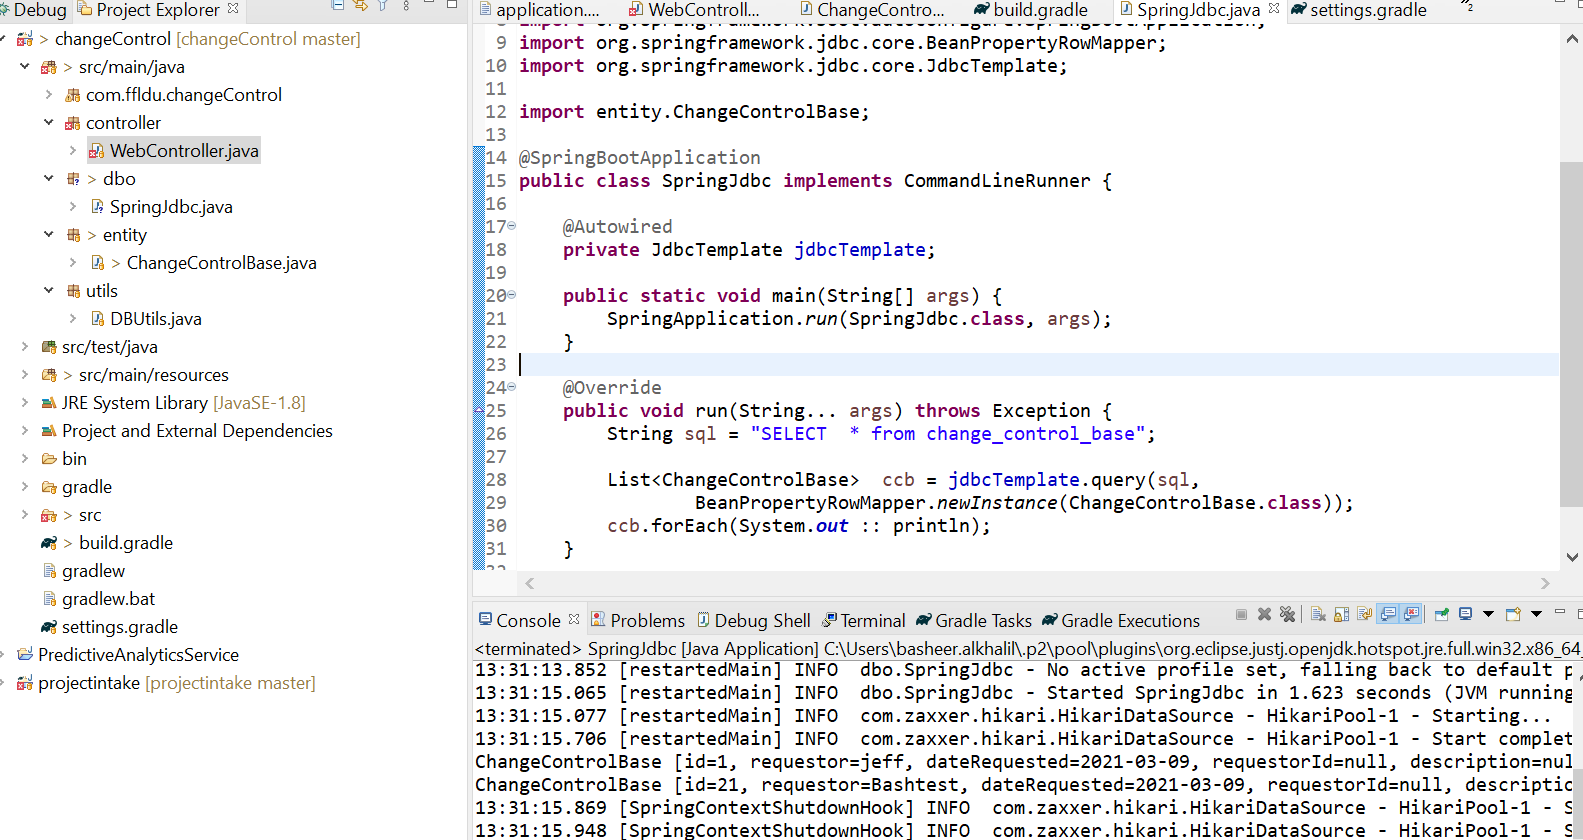 Debug Project Explorer
application.... WebControll... ChangeContro... build.gradle SpringJdbc.java settings.gradle »2
> changeControl [changeControl master]
> src/main/java
com.ffldu.changeControl
controller
WebController.java
> dbo
SpringJdbc.java
> entity
> ChangeControlBase.java
utils
DBUtils.java
src/test/java
> src/main/resources
JRE System Library [JavaSE-1.8]
Project and External Dependencies
bin
gradle
> src
> build.gradle
gradlew
gradlew.bat
settings.gradle
PredictiveAnalyticsService
projectintake [projectintake master]
9 import org.springframework.jdbc.core.BeanPropertyRowMapper;
10 import org.springframework.jdbc.core.JdbcTemplate;
11
12 import entity.ChangeControlBase;
13
14 @SpringBootApplication
15 public class SpringJdbc implements CommandLineRunner {
16
17 @Autowired
18 private JdbcTemplate jdbcTemplate;
19
20 public static void main(String[] args) {
21 SpringApplication.run(SpringJdbc.class, args);
22 }
23
24 @Override
25 public void run(String... args) throws Exception {
26 String sql = "SELECT  * from change_control_base";
27
28 List<ChangeControlBase>  ccb = jdbcTemplate.query(sql,
29 BeanPropertyRowMapper.newInstance(ChangeControlBase.class));
30 ccb.forEach(System.out :: println);
31 }
Console Problems Debug Shell Terminal Gradle Tasks Gradle Executions
<terminated> SpringJdbc [Java Application] C:\Users\basheer.alkhalil\.p2\pool\plugins\org.eclipse.justj.openjdk.hotspot.jre.full.win32.x86_64
13:31:13.852 [restartedMain] INFO  dbo.SpringJdbc - No active profile set, falling back to default p
13:31:15.065 [restartedMain] INFO  dbo.SpringJdbc - Started SpringJdbc in 1.623 seconds (JVM running
13:31:15.077 [restartedMain] INFO  com.zaxxer.hikari.HikariDataSource - HikariPool-1 - Starting...
13:31:15.706 [restartedMain] INFO  com.zaxxer.hikari.HikariDataSource - HikariPool-1 - Start complet
ChangeControlBase [id=1, requestor=jeff, dateRequested=2021-03-09, requestorId=null, description=nul
ChangeControlBase [id=21, requestor=Bashtest, dateRequested=2021-03-09, requestorId=null, descriptio
13:31:15.869 [SpringContextShutdownHook] INFO  com.zaxxer.hikari.HikariDataSource - HikariPool-1 - S
13:31:15.948 [SpringContextShutdownHook] INFO  com.zaxxer.hikari.HikariDataSource - HikariPool-1 - S